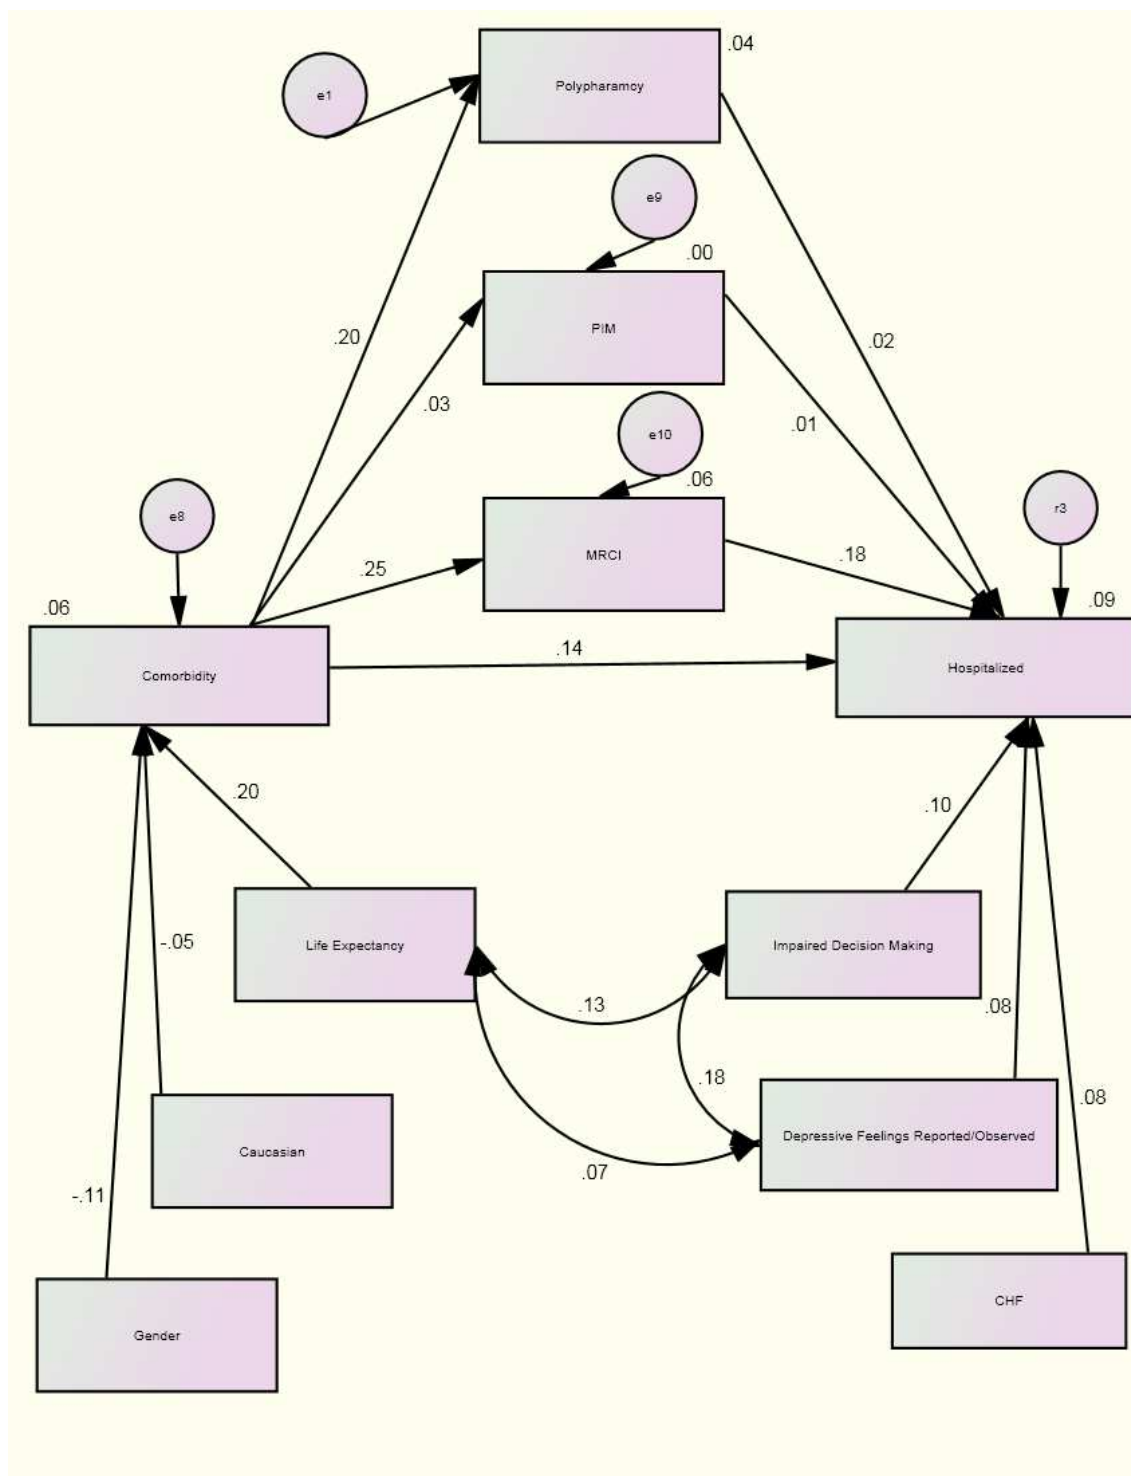 .04
Polypharamcy
e1
e9
.00
PIM
.20
.02
.03
.01
e10
.06
MRCI
e8
r3
.25
.18
.06
.09
.14
Comorbidity
Hospitalized
.20
.10
-.05
Life Expectancy
Impaired Decision Making
.13
.08
.18
.08
Caucasian
Depressive Feelings Reported/Observed
.07
-.11
CHF
Gender